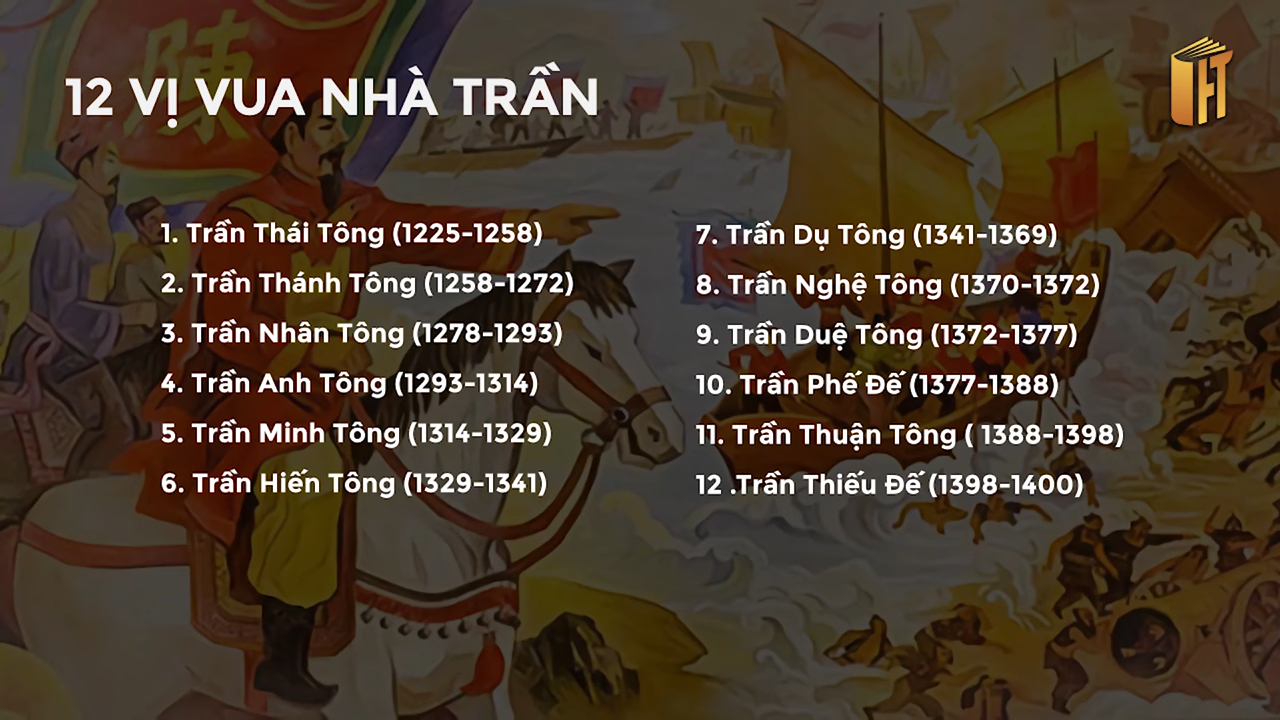 陳
12 VỊ VUA NHÀ TRẦN
HT
1. Trần Thái Tông (1225-1258)
2. Trần Thánh Tông (1258-1272)
3. Trần Nhân Tông (1278-1293)
4. Trần Anh Tông (1293-1314)
5. Trần Minh Tông (1314-1329)
6. Trần Hiến Tông (1329-1341)
7. Trần Dụ Tông (1341-1369)
8. Trần Nghệ Tông (1370-1372)
9. Trần Duệ Tông (1372-1377)
10. Trần Phế Đế (1377-1388)
11. Trần Thuận Tông ( 1388-1398)
12 .Trần Thiếu Đế (1398-1400)